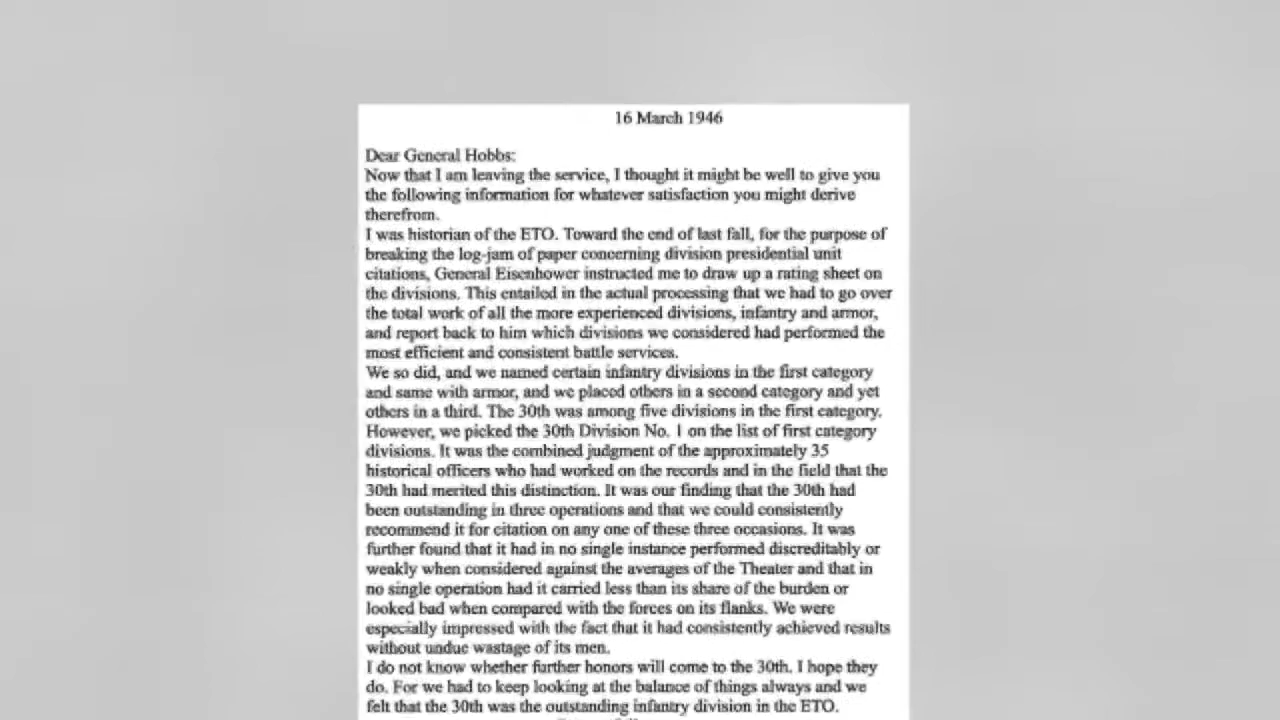 16 March 1946
Dear General Hobbs:
Now that I am leaving the service, I thought it might be well to give you
the following information for whatever satisfaction you might derive
therefrom.
I was historian of the ETO. Toward the end of last fall, for the purpose of
breaking the log-jam of paper concerning division presidential unit
citations, General Eisenhower instructed me to draw up a rating sheet on
the divisions. This entailed in the actual processing that we had to go over
the total work of all the more experienced divisions, infantry and armor,
and report back to him which divisions we considered had performed the
most efficient and consistent battle services.
We so did, and we named certain infantry divisions in the first category
and same with armor, and we placed others in a second category and yet
others in a third. The 30th was among five divisions in the first category.
However, we picked the 30th Division No. 1 on the list of first category
divisions. It was the combined judgment of the approximately 35
historical officers who had worked on the records and in the field that the
30th had merited this distinction. It was our finding that the 30th had
been outstanding in three operations and that we could consistently
recommend it for citation on any one of these three occasions. It was
further found that it had in no single instance performed discreditably or
weakly when considered against the averages of the Theater and that in
no single operation had it carried less than its share of the burden or
looked bad when compared with the forces on its flanks. We were
especially impressed with the fact that it had consistently achieved results
without undue wastage of its men.
I do not know whether further honors will come to the 30th. I hope they
do. For we had to keep looking at the balance of things always and we
felt that the 30th was the outstanding infantry division in the ETO.